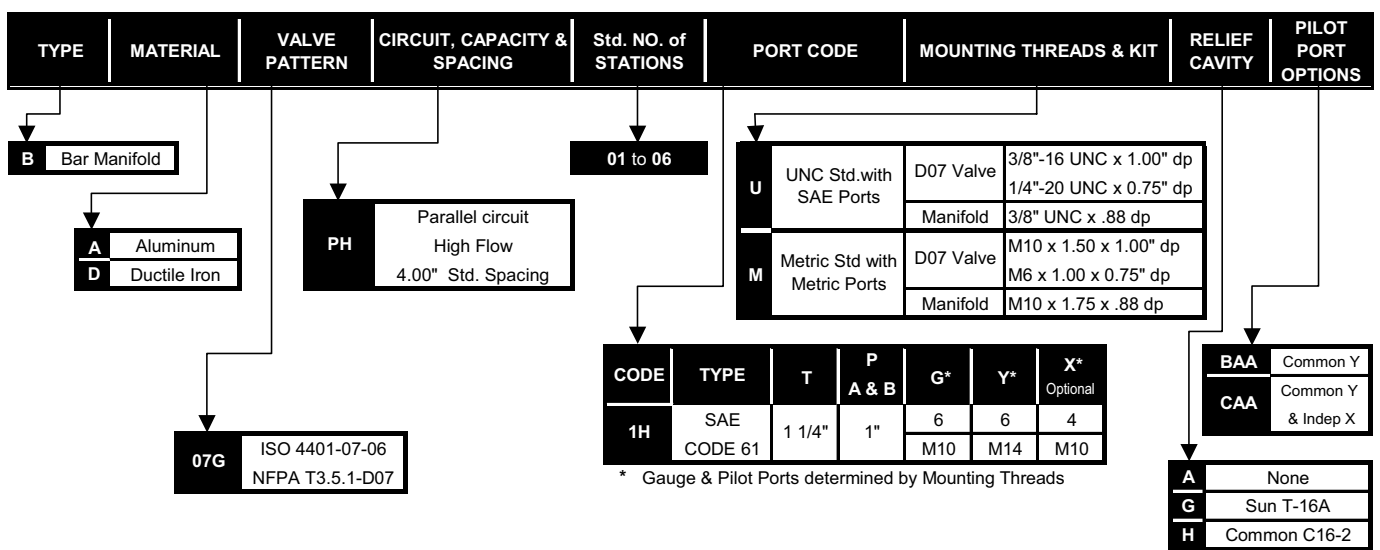 TYPE
MATERIAL
VALVE
PATTERN
CIRCUIT, CAPACITY &
SPACING
Std. NO. of
STATIONS
PORT CODE
MOUNTING THREADS & KIT
RELIEF
CAVITY
PILOT
PORT
OPTIONS
B Bar Manifold
A Aluminum
D Ductile Iron
07G
ISO 4401-07-06
NFPA T3.5.1-D07
PH
Parallel circuit
High Flow
4.00" Std. Spacing
01 to 06
U
UNC Std.with
SAE Ports
D07 Valve
3/8"-16 UNC x 1.00" dp
1/4"-20 UNC x 0.75" dp
Manifold 3/8" UNC x .88 dp
M
Metric Std with
Metric Ports
D07 Valve
M10 x 1.50 x 1.00" dp
M6 x 1.00 x 0.75" dp
Manifold M10 x 1.75 x .88 dp
CODE TYPE T
P
A & B
G* Y*
X*
Optional
1H
SAE
CODE 61
1 1/4" 1"
6 6 4
M10 M14 M10
* Gauge & Pilot Ports determined by Mounting Threads
BAA Common Y
CAA
Common Y
& Indep X
A None
G Sun T-16A
H Common C16-2